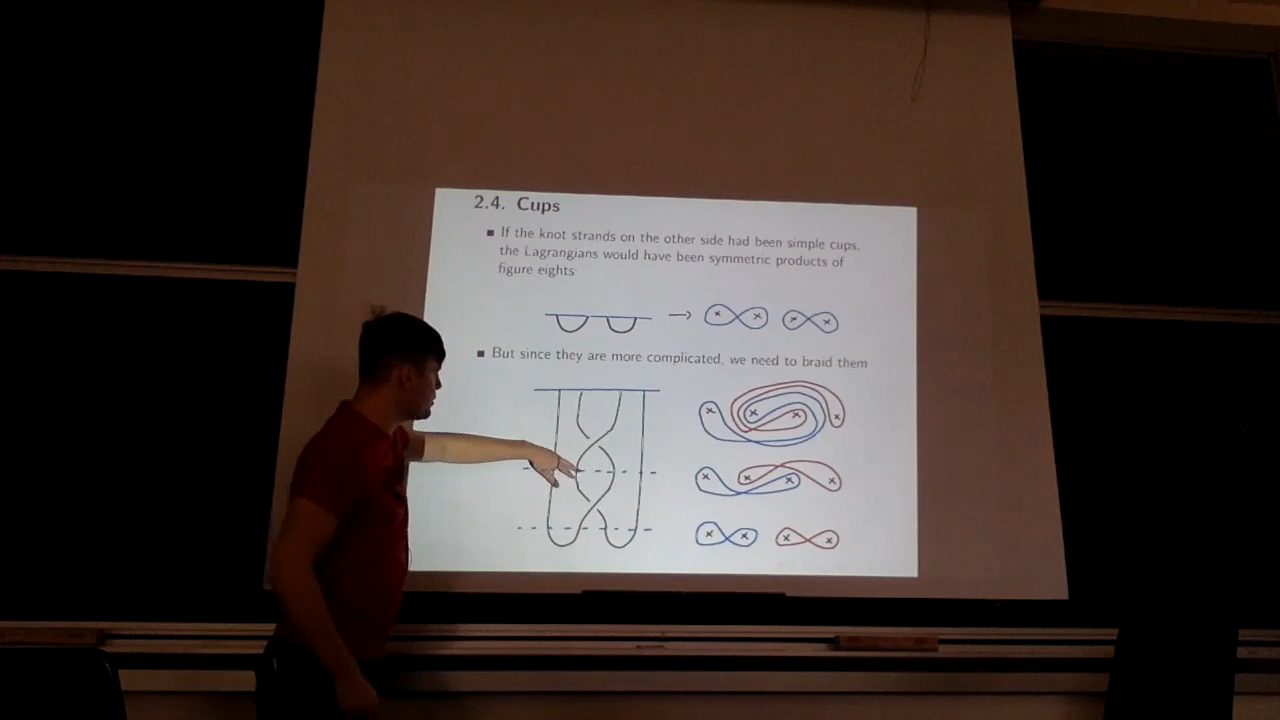 2.4. Cups
■ If the knot strands on the other side had been simple cups,
the Lagrangians would have been symmetric products of
figure eights:
■ But since they are more complicated, we need to braid them